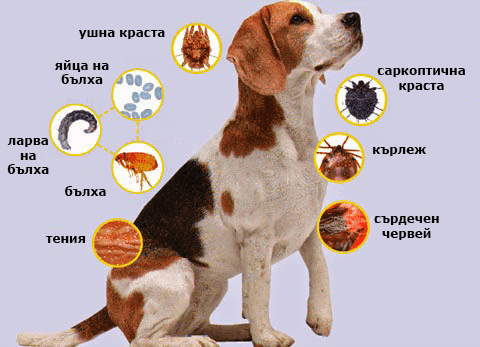 ушна краста
яйца на
бълха
ларва
на
бълха
бълха
тения
саркоптична
краста
кърлеж
сърдечен
червей